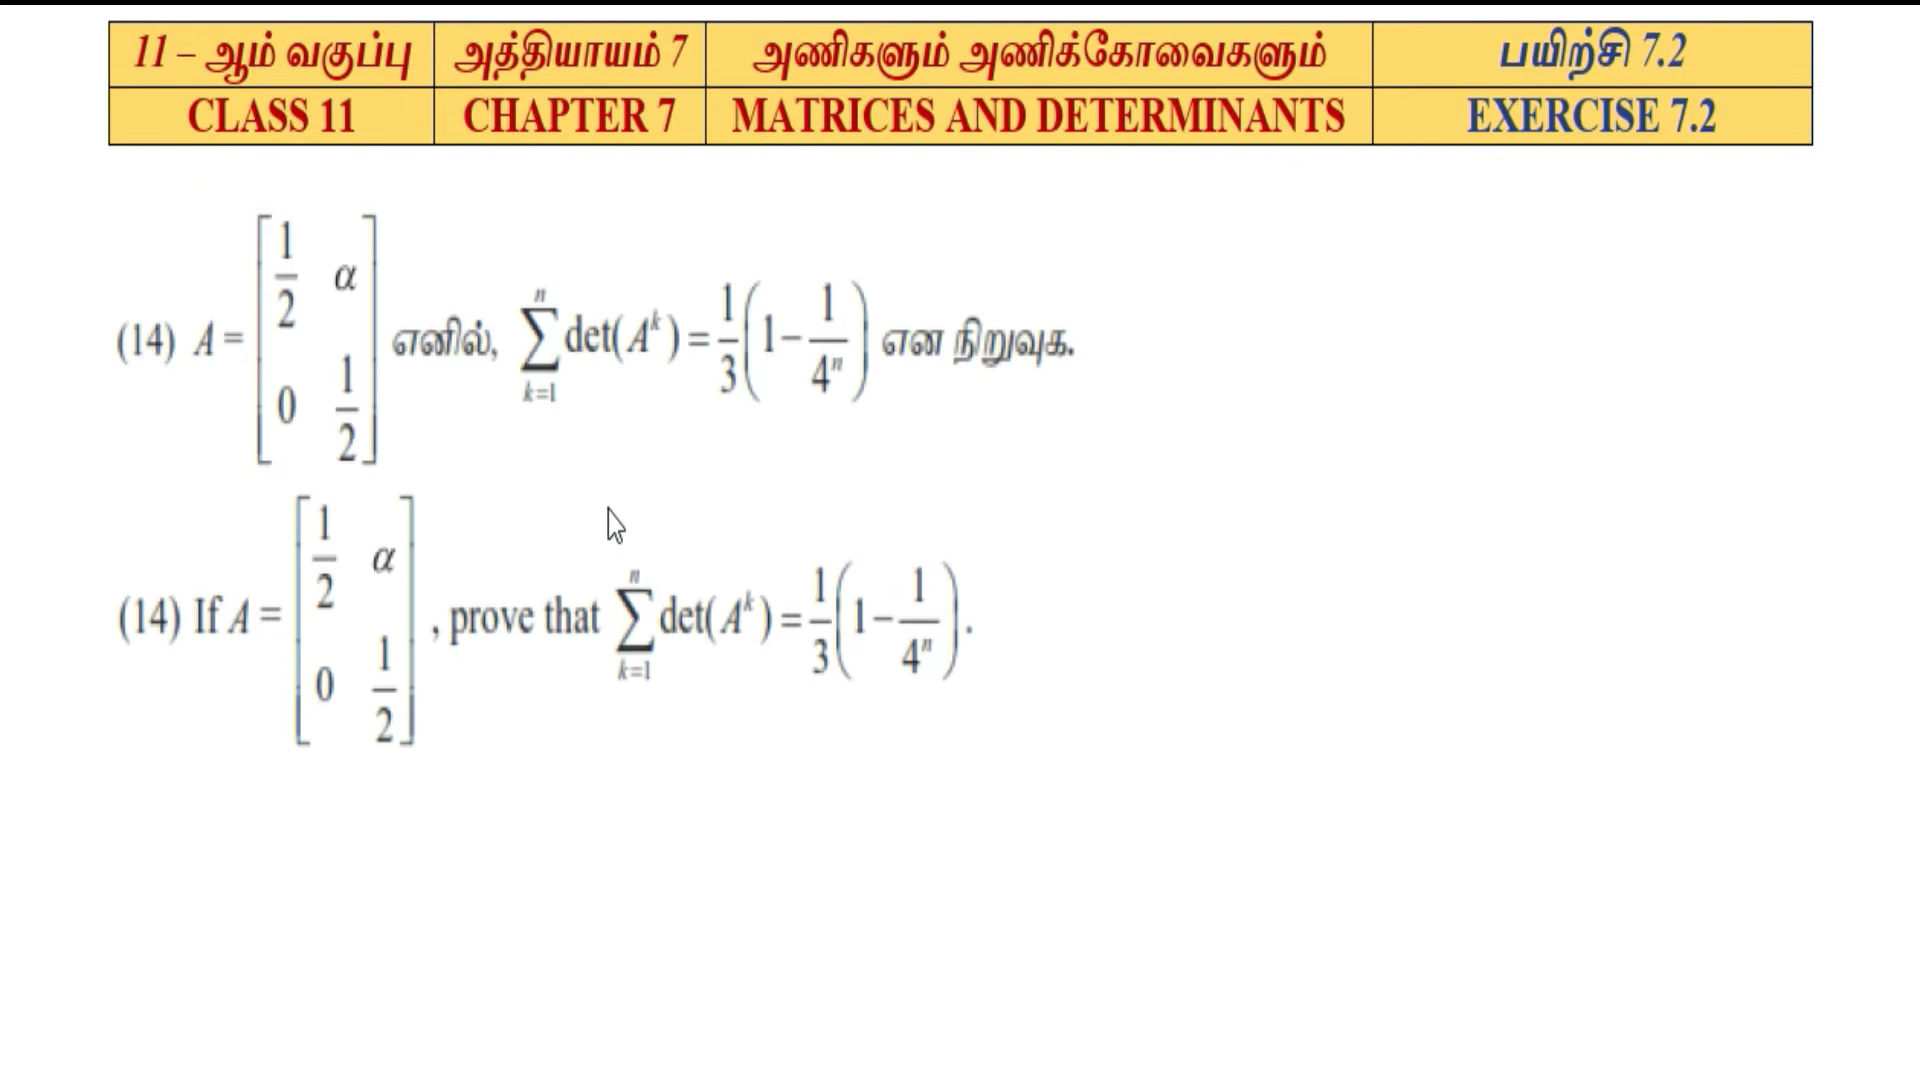 11 – ஆம் வகுப்பு அத்தியாயம் 7 அணிகளும் அணிக்கோவைகளும் பயிற்சி 7.2
CLASS 11 CHAPTER 7 MATRICES AND DETERMINANTS EXERCISE 7.2
(14) A = [1/2 α; 0 1/2] எனில், ∑_{k=1}^{n} det(A^k) = 1/3 (1 − 1/4^n) என நிறுவுக.
(14) If A = [1/2 α; 0 1/2] , prove that ∑_{k=1}^{n} det(A^k) = 1/3 (1 − 1/4^n).